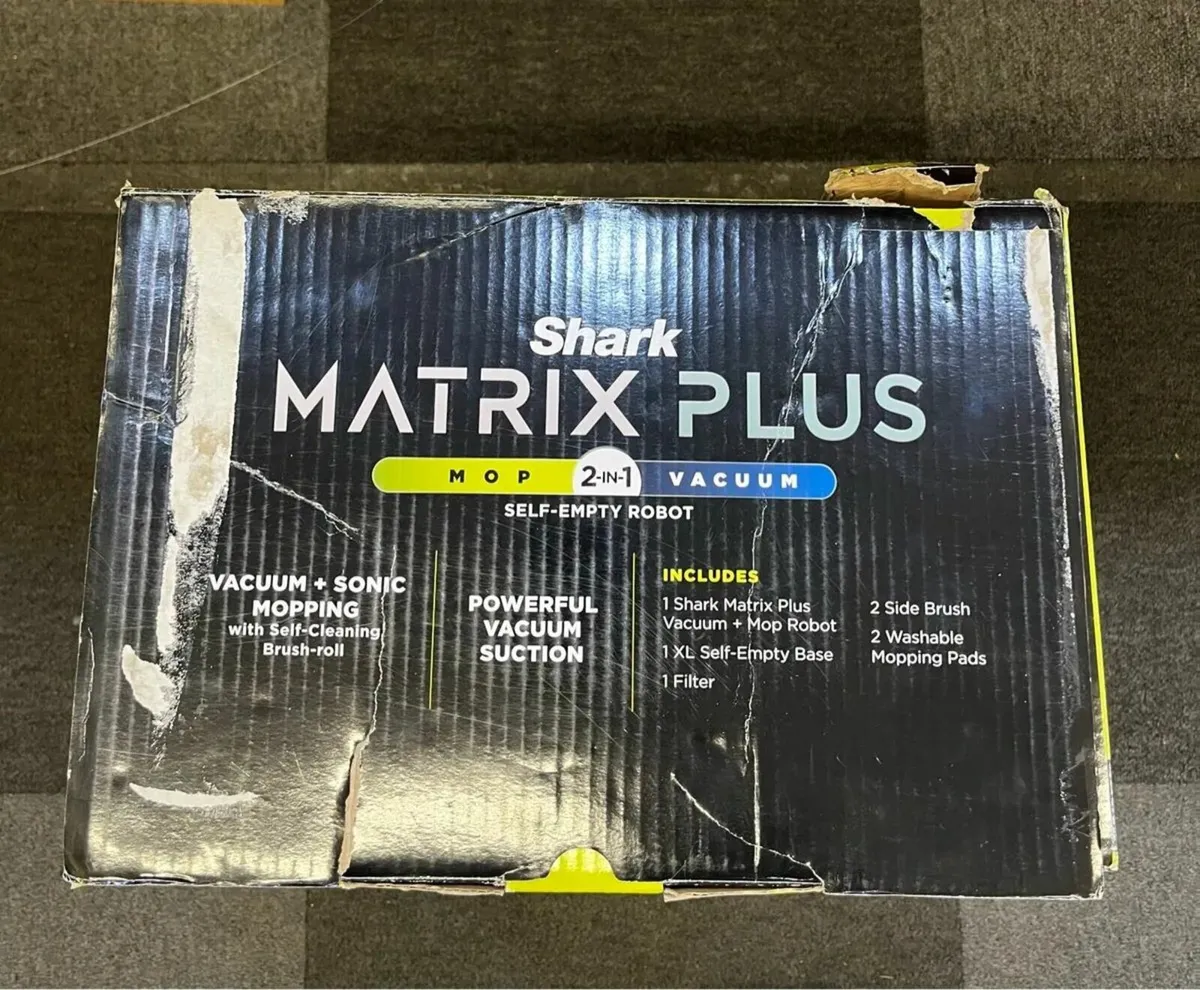 Shark
MATRIX PLUS
MOP 2-IN-1 VACUUM
SELF-EMPTY ROBOT
VACUUM + SONIC
MOPPING
with Self-Cleaning
Brush-roll
POWERFUL
VACUUM
SUCTION
INCLUDES
1 Shark Matrix Plus
Vacuum + Mop Robot
1 XL Self-Empty Base
1 Filter
2 Side Brush
2 Washable
Mopping Pads